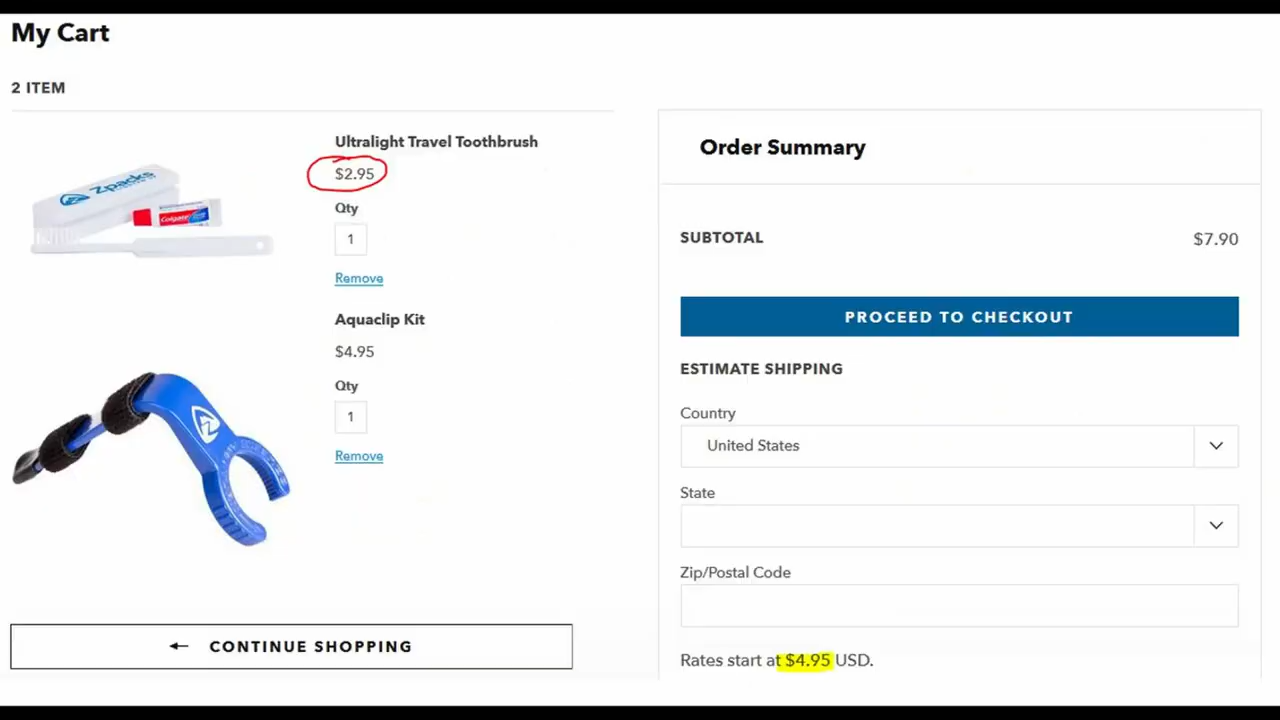 My Cart
2 ITEM
Ultralight Travel Toothbrush
$2.95
Qty
1
Remove
Zpacks
Colgate
Aquaclip Kit
$4.95
Qty
1
Remove
← CONTINUE SHOPPING
Order Summary
SUBTOTAL $7.90
PROCEED TO CHECKOUT
ESTIMATE SHIPPING
Country
United States
State
Zip/Postal Code
Rates start at $4.95 USD.